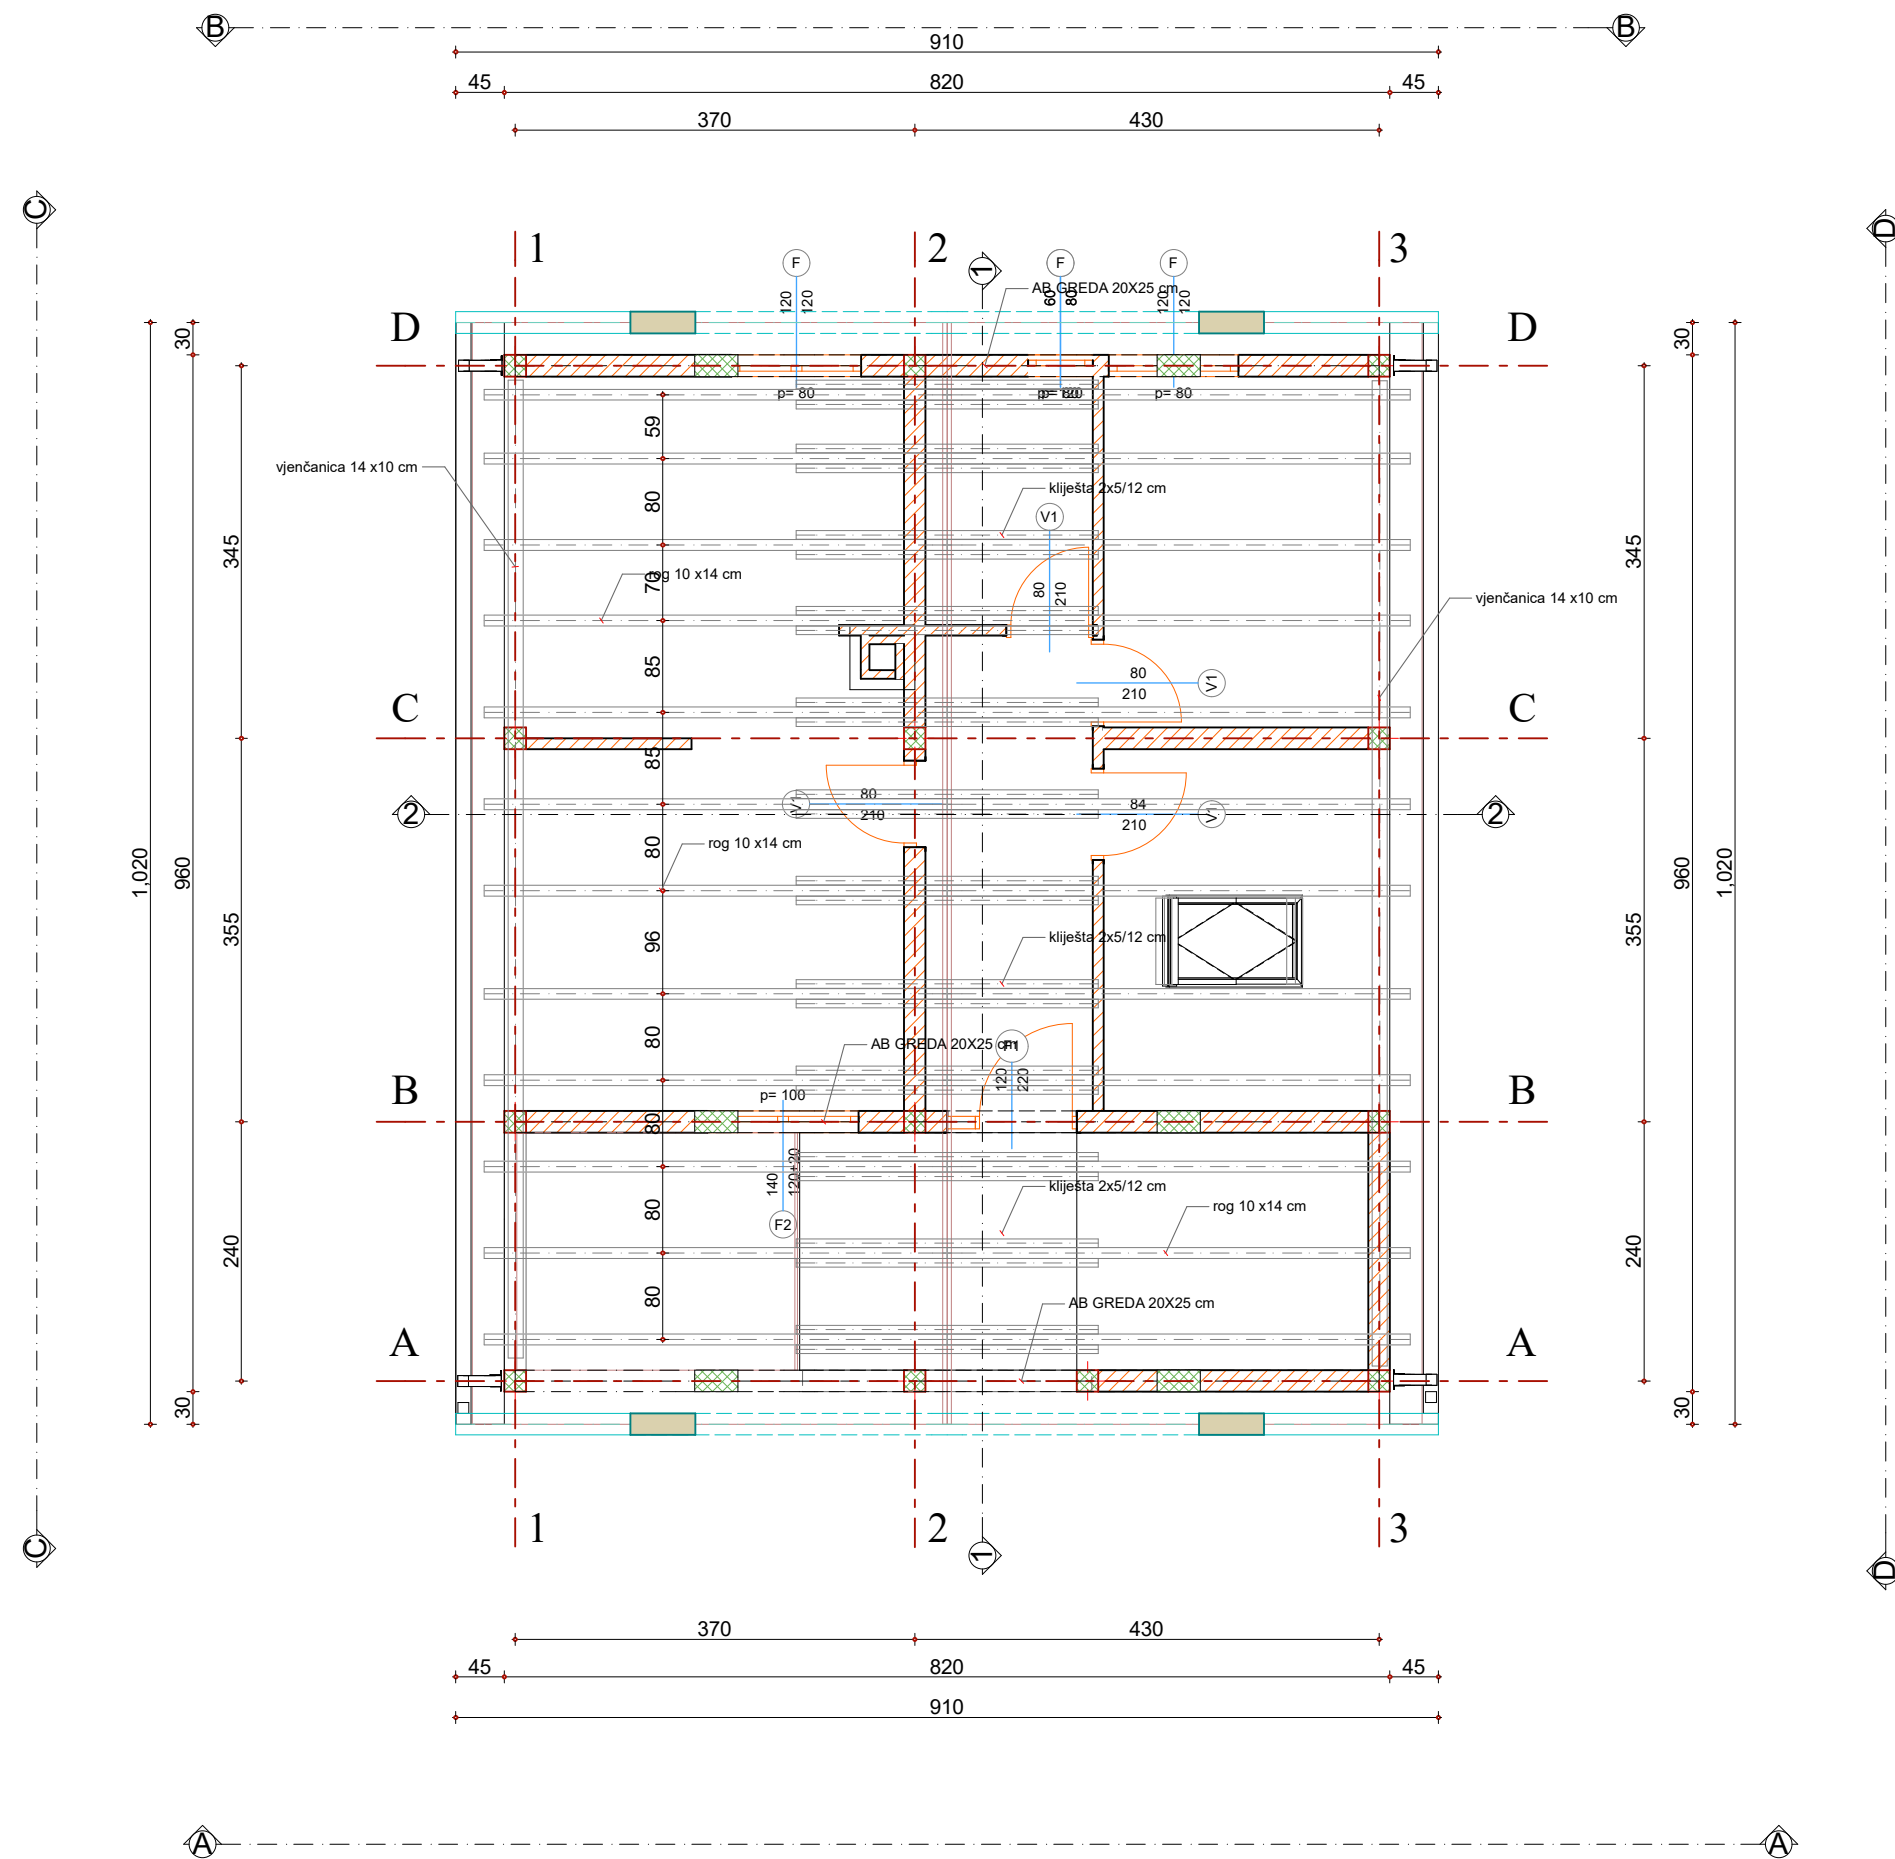 B
B
910
45
820
45
370
430
C
D
1
2
3
1
F
F
F
120
120
60
80
120
120
AB GREDA 20X25 cm
D
D
30
30
p= 80
p= 80
59
vjenčanica 14 x10 cm
80
kliješta 2x5/12 cm
V1
345
345
70
rog 10 x14 cm
80
210
vjenčanica 14 x10 cm
85
80
210
V1
C
C
85
V1
80
210
84
210
V1
2
2
80
rog 10 x14 cm
1,020
960
960
1,020
355
355
96
kliješta 2x5/12 cm
80
AB GREDA 20X25 cm
F1
120
220
B
B
p= 100
80
140
120+20
F2
kliješta 2x5/12 cm
80
rog 10 x14 cm
240
240
80
AB GREDA 20X25 cm
A
A
30
30
1
2
3
1
C
D
370
430
45
820
45
910
A
A